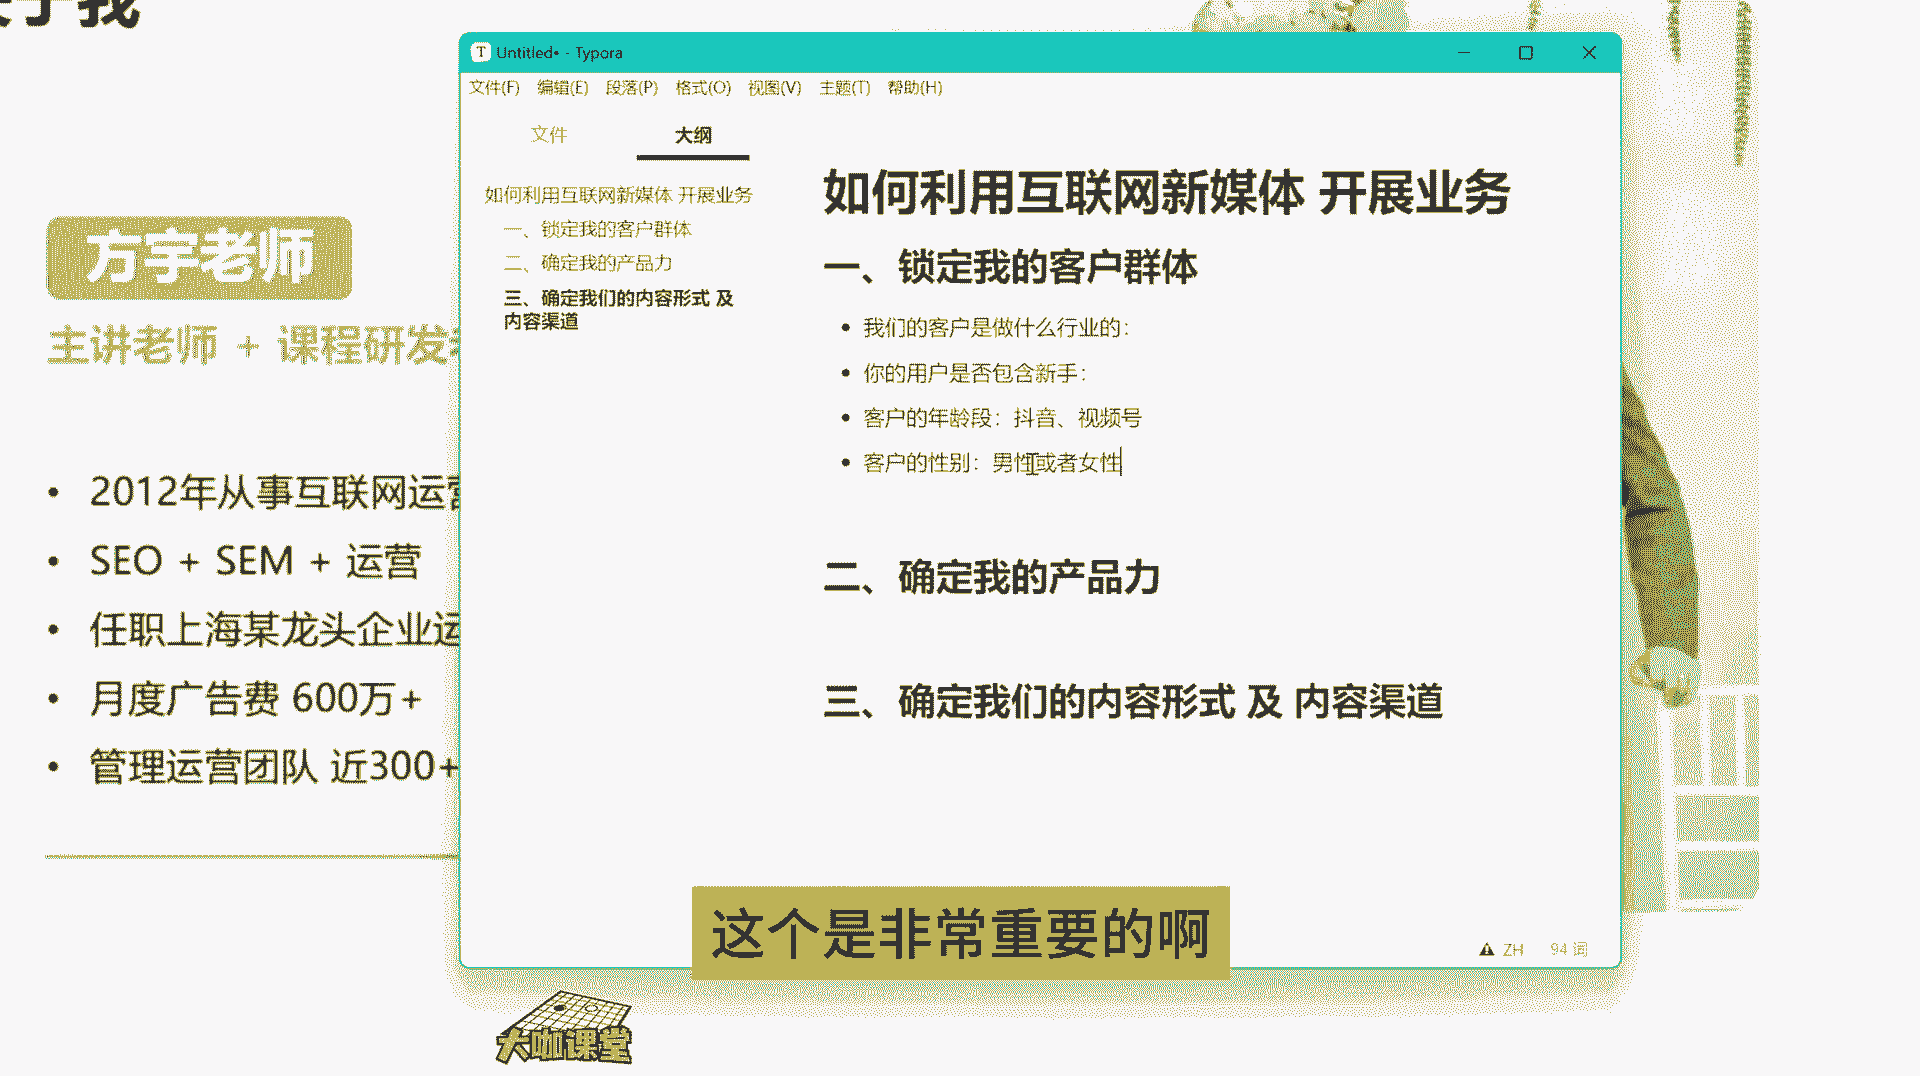 Untitled• - Typora
文件(F) 编辑(E) 段落(P) 格式(O) 视图(V) 主题(T) 帮助(H)
文件 大纲
如何利用互联网新媒体 开展业务
一、锁定我的客户群体
二、确定我的产品力
三、确定我们的内容形式 及
内容渠道
如何利用互联网新媒体 开展业务
一、锁定我的客户群体
• 我们的客户是做什么行业的:
• 你的用户是否包含新手:
• 客户的年龄段: 抖音、视频号
• 客户的性别: 男性或者女性
二、确定我的产品力
三、确定我们的内容形式 及 内容渠道
ZH 94 词
于我
方宇老师
主讲老师 + 课程研发
• 2012年从事互联网运营
• SEO + SEM + 运营
• 任职上海某龙头企业运
• 月度广告费 600万+
• 管理运营团队 近300+
这个是非常重要的啊
大咖课堂